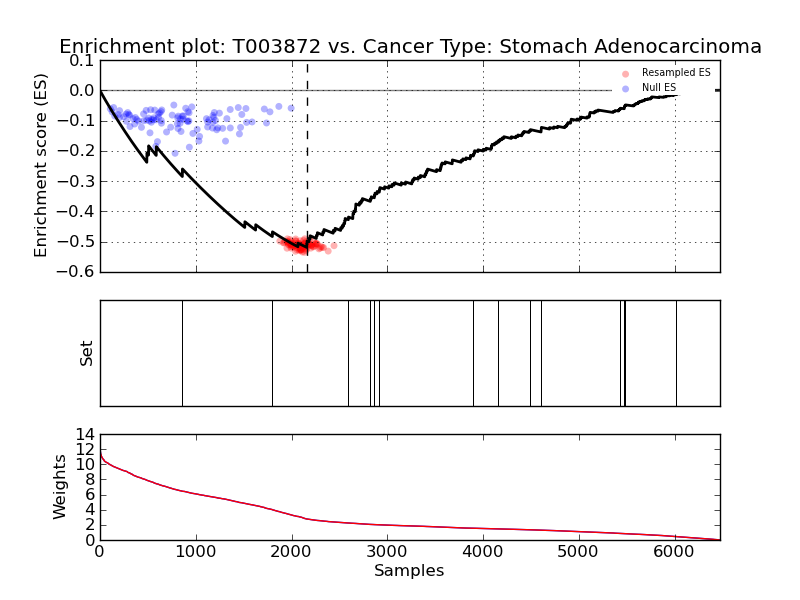 Enrichment plot: T003872 vs. Cancer Type: Stomach Adenocarcinoma
0.1
0.0
−0.1
−0.2
−0.3
−0.4
−0.5
−0.6
Enrichment score (ES)
Resampled ES
Null ES
Set
14
12
10
8
6
4
2
0
Weights
0 1000 2000 3000 4000 5000 6000
Samples